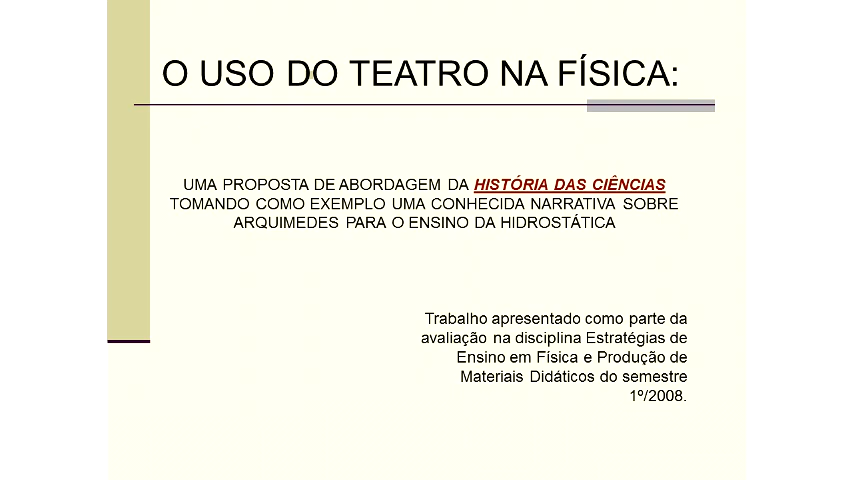 O USO DO TEATRO NA FÍSICA:
UMA PROPOSTA DE ABORDAGEM DA HISTÓRIA DAS CIÊNCIAS
TOMANDO COMO EXEMPLO UMA CONHECIDA NARRATIVA SOBRE
ARQUIMEDES PARA O ENSINO DA HIDROSTÁTICA
Trabalho apresentado como parte da
avaliação na disciplina Estratégias de
Ensino em Física e Produção de
Materiais Didáticos do semestre
1º/2008.